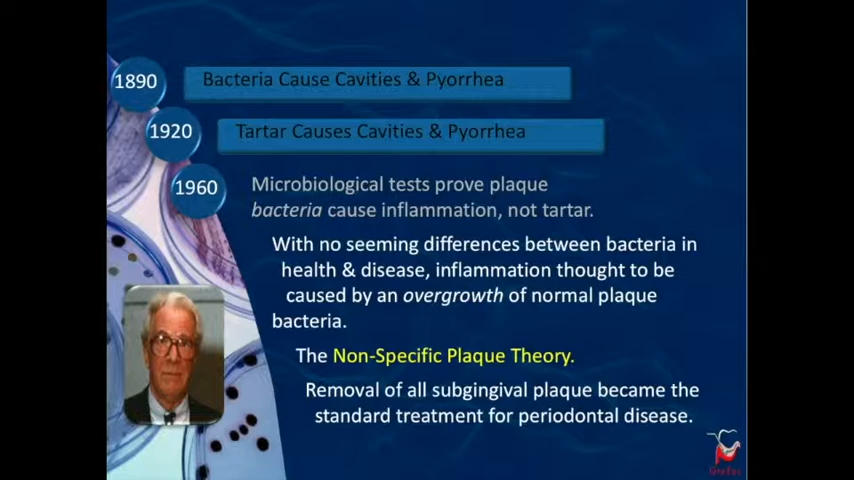 1890
Bacteria Cause Cavities & Pyorrhea
1920
Tartar Causes Cavities & Pyorrhea
1960
Microbiological tests prove plaque
bacteria cause inflammation, not tartar.
With no seeming differences between bacteria in
health & disease, inflammation thought to be
caused by an overgrowth of normal plaque
bacteria.
The Non-Specific Plaque Theory.
Removal of all subgingival plaque became the
standard treatment for periodontal disease.